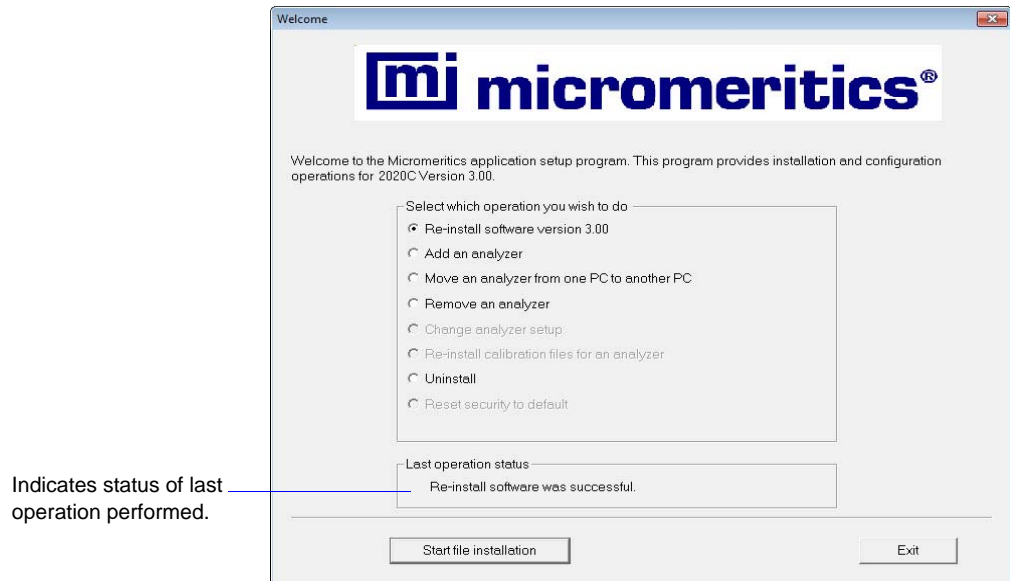 Welcome
mi micromeritics®
Welcome to the Micromeritics application setup program. This program provides installation and configuration
operations for 2020C Version 3.00.
Select which operation you wish to do
Re-install software version 3.00
Add an analyzer
Move an analyzer from one PC to another PC
Remove an analyzer
Change analyzer setup
Re-install calibration files for an analyzer
Uninstall
Reset security to default
Last operation status
Re-install software was successful.
Indicates status of last
operation performed.
Start file installation
Exit